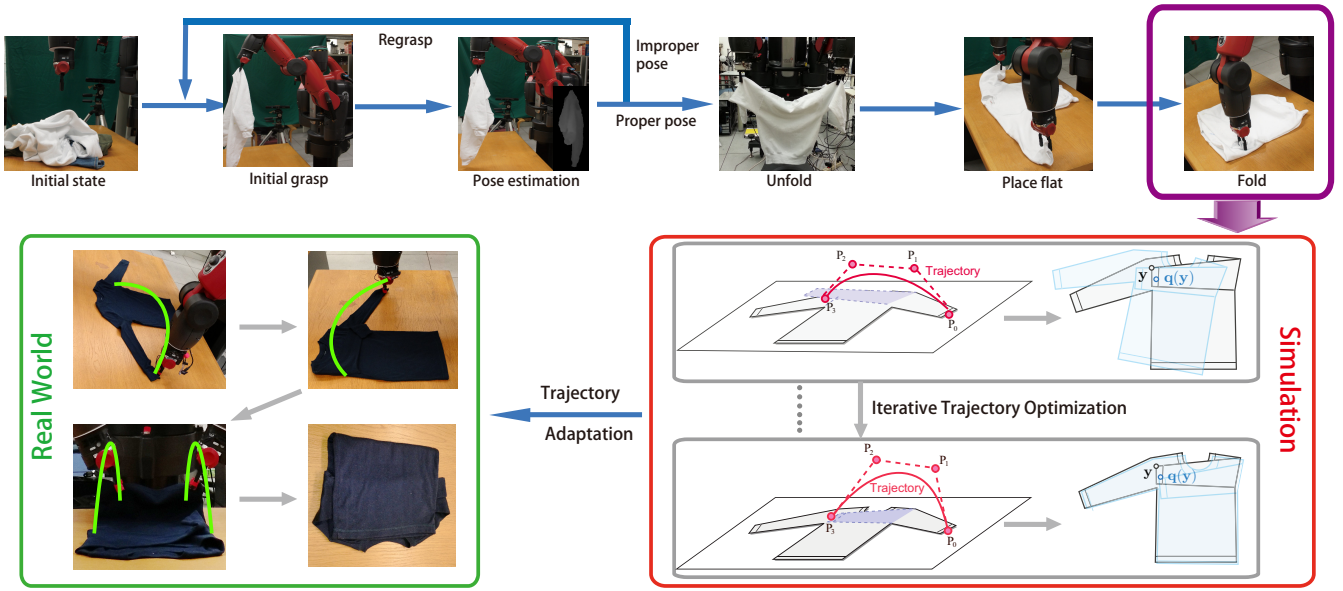 Regrasp
Improper
pose
Proper pose
Initial state
Initial grasp
Pose estimation
Unfold
Place flat
Fold
Real World
Trajectory
Adaptation
P₂
P₁
Trajectory
P₃
P₀
y
q(y)
Iterative Trajectory Optimization
P₂
P₁
Trajectory
P₃
P₀
y
q(y)
Simulation